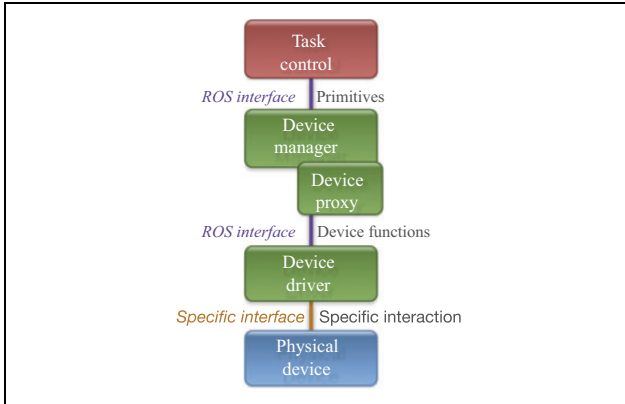 Task
control
ROS interface Primitives
Device
manager
Device
proxy
ROS interface Device functions
Device
driver
Specific interface Specific interaction
Physical
device